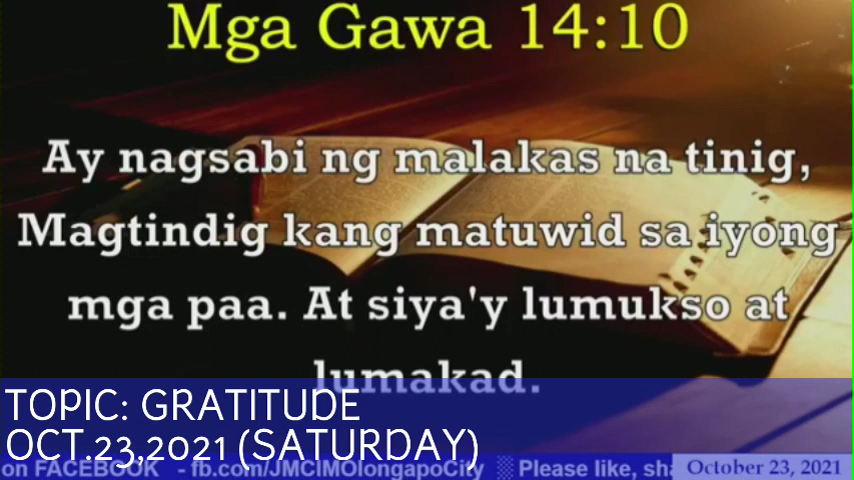 Mga Gawa 14:10
Ay nagsabi ng malakas na tinig,
Magtindig kang matuwid sa iyong
mga paa. At siya'y lumukso at
lumakad.
TOPIC: GRATITUDE
OCT.23,2021 (SATURDAY)
on FACEBOOK - fb.com/JMCIMOlongapoCity ▒ Please like, October 23, 2021